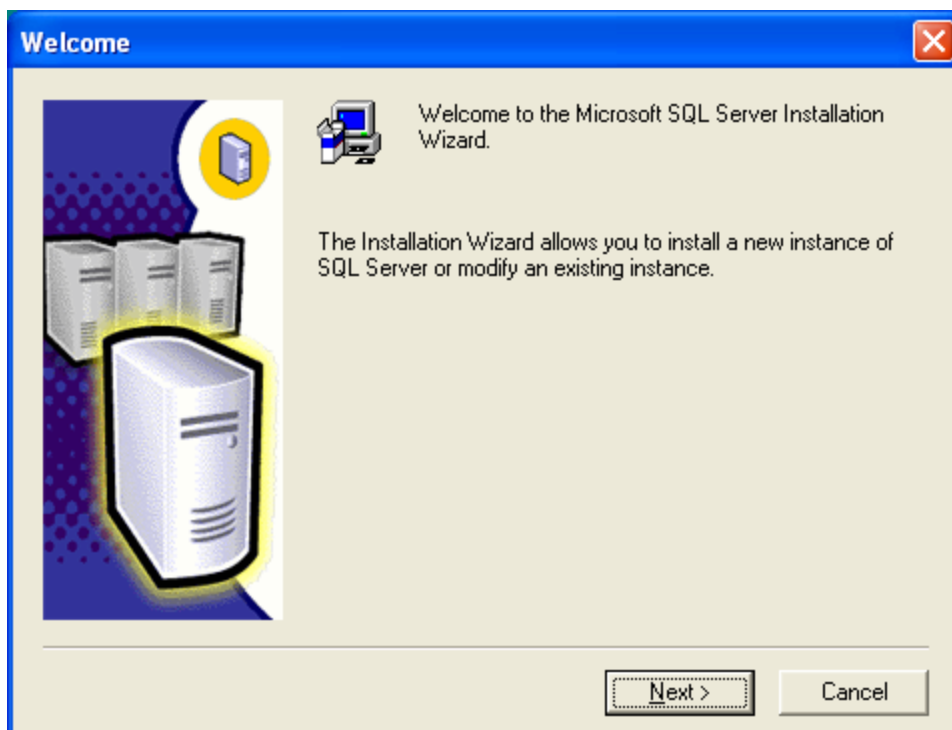 Welcome
Welcome to the Microsoft SQL Server Installation
Wizard.
The Installation Wizard allows you to install a new instance of
SQL Server or modify an existing instance.
Next >
Cancel